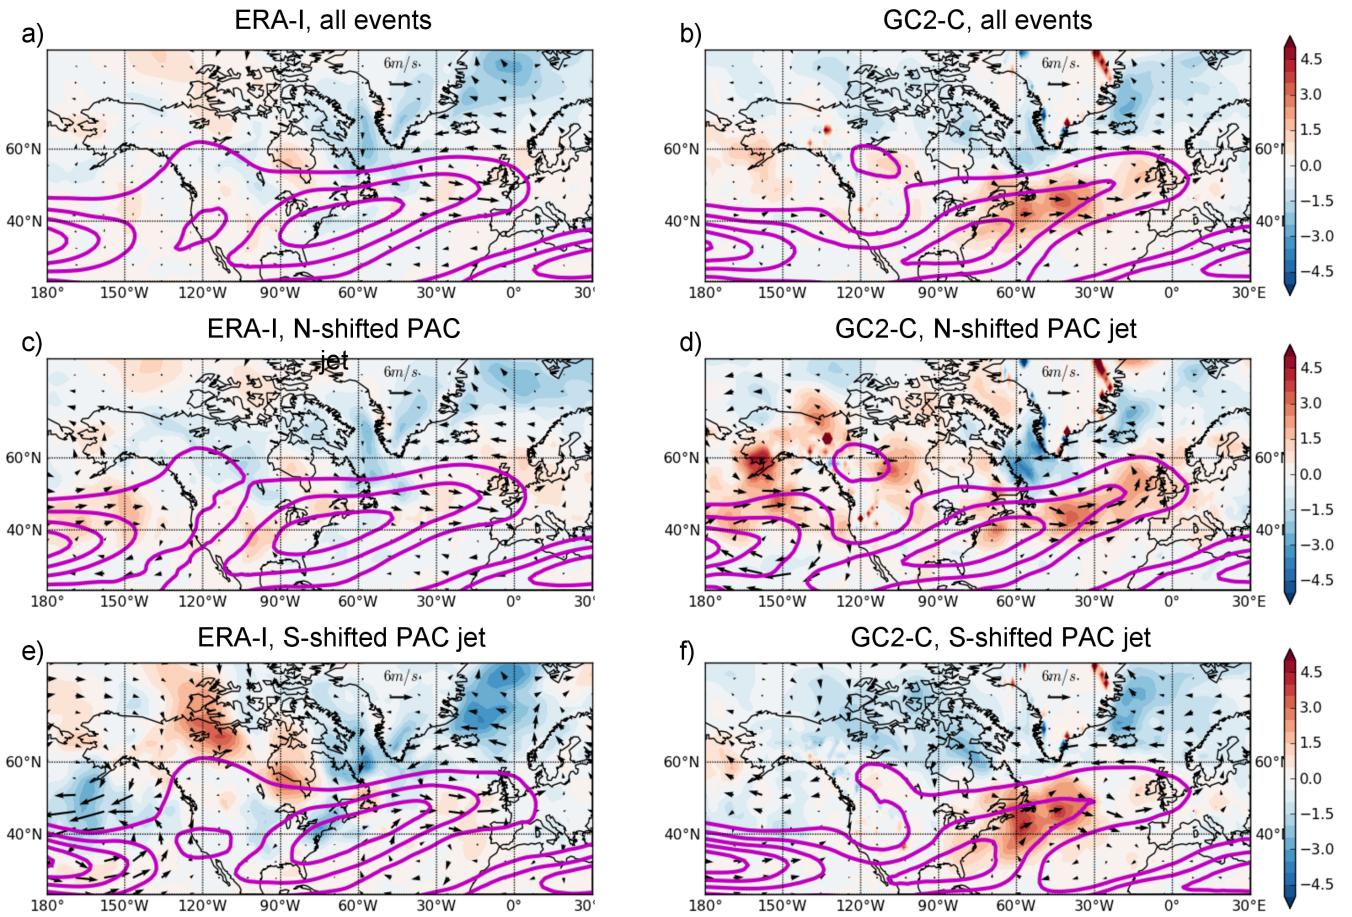 a) ERA-I, all events
b) GC2-C, all events
6m/s
6m/s
60°N
40°N
180° 150°W 120°W 90°W 60°W 30°W 0° 30°
60°N
40°N
60°N
40°N
180° 150°W 120°W 90°W 60°W 30°W 0° 30°E
4.5
3.0
1.5
0.0
−1.5
−3.0
−4.5
c) ERA-I, N-shifted PAC
jet
d) GC2-C, N-shifted PAC jet
6m/s
6m/s
60°N
40°N
180° 150°W 120°W 90°W 60°W 30°W 0° 30°
60°N
40°N
60°N
40°N
180° 150°W 120°W 90°W 60°W 30°W 0° 30°E
4.5
3.0
1.5
0.0
−1.5
−3.0
−4.5
e) ERA-I, S-shifted PAC jet
f) GC2-C, S-shifted PAC jet
6m/s
6m/s
60°N
40°N
180° 150°W 120°W 90°W 60°W 30°W 0° 30°
60°N
40°N
60°N
40°N
180° 150°W 120°W 90°W 60°W 30°W 0° 30°E
4.5
3.0
1.5
0.0
−1.5
−3.0
−4.5